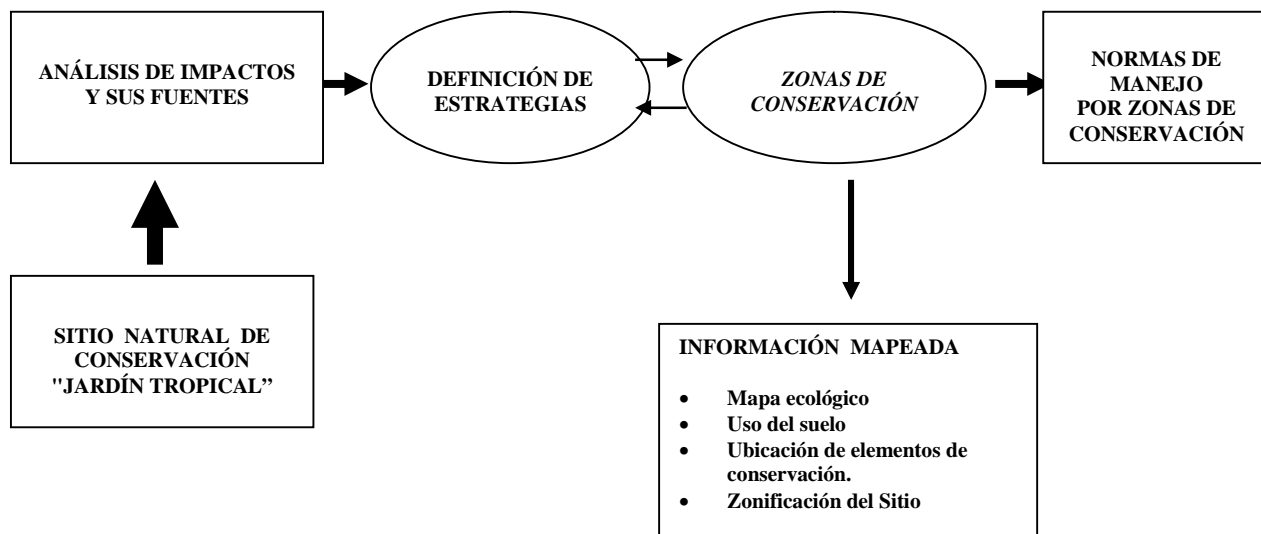 ANÁLISIS DE IMPACTOS
Y SUS FUENTES
DEFINICIÓN DE
ESTRATEGIAS
ZONAS DE
CONSERVACIÓN
NORMAS DE
MANEJO
POR ZONAS DE
CONSERVACIÓN
SITIO NATURAL DE
CONSERVACIÓN
"JARDÍN TROPICAL”
INFORMACIÓN MAPEADA
• Mapa ecológico
• Uso del suelo
• Ubicación de elementos de
conservación.
• Zonificación del Sitio